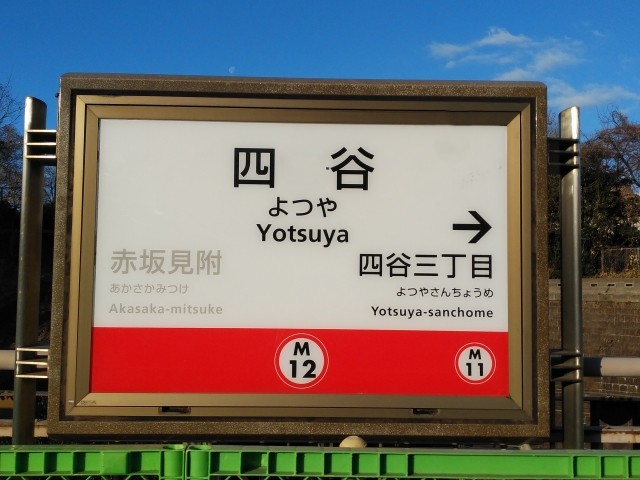 四谷
よつや
Yotsuya
→
赤坂見附
あかさかみつけ
Akasaka-mitsuke
四谷三丁目
よつやさんちょうめ
Yotsuya-sanchome
M
12
M
11